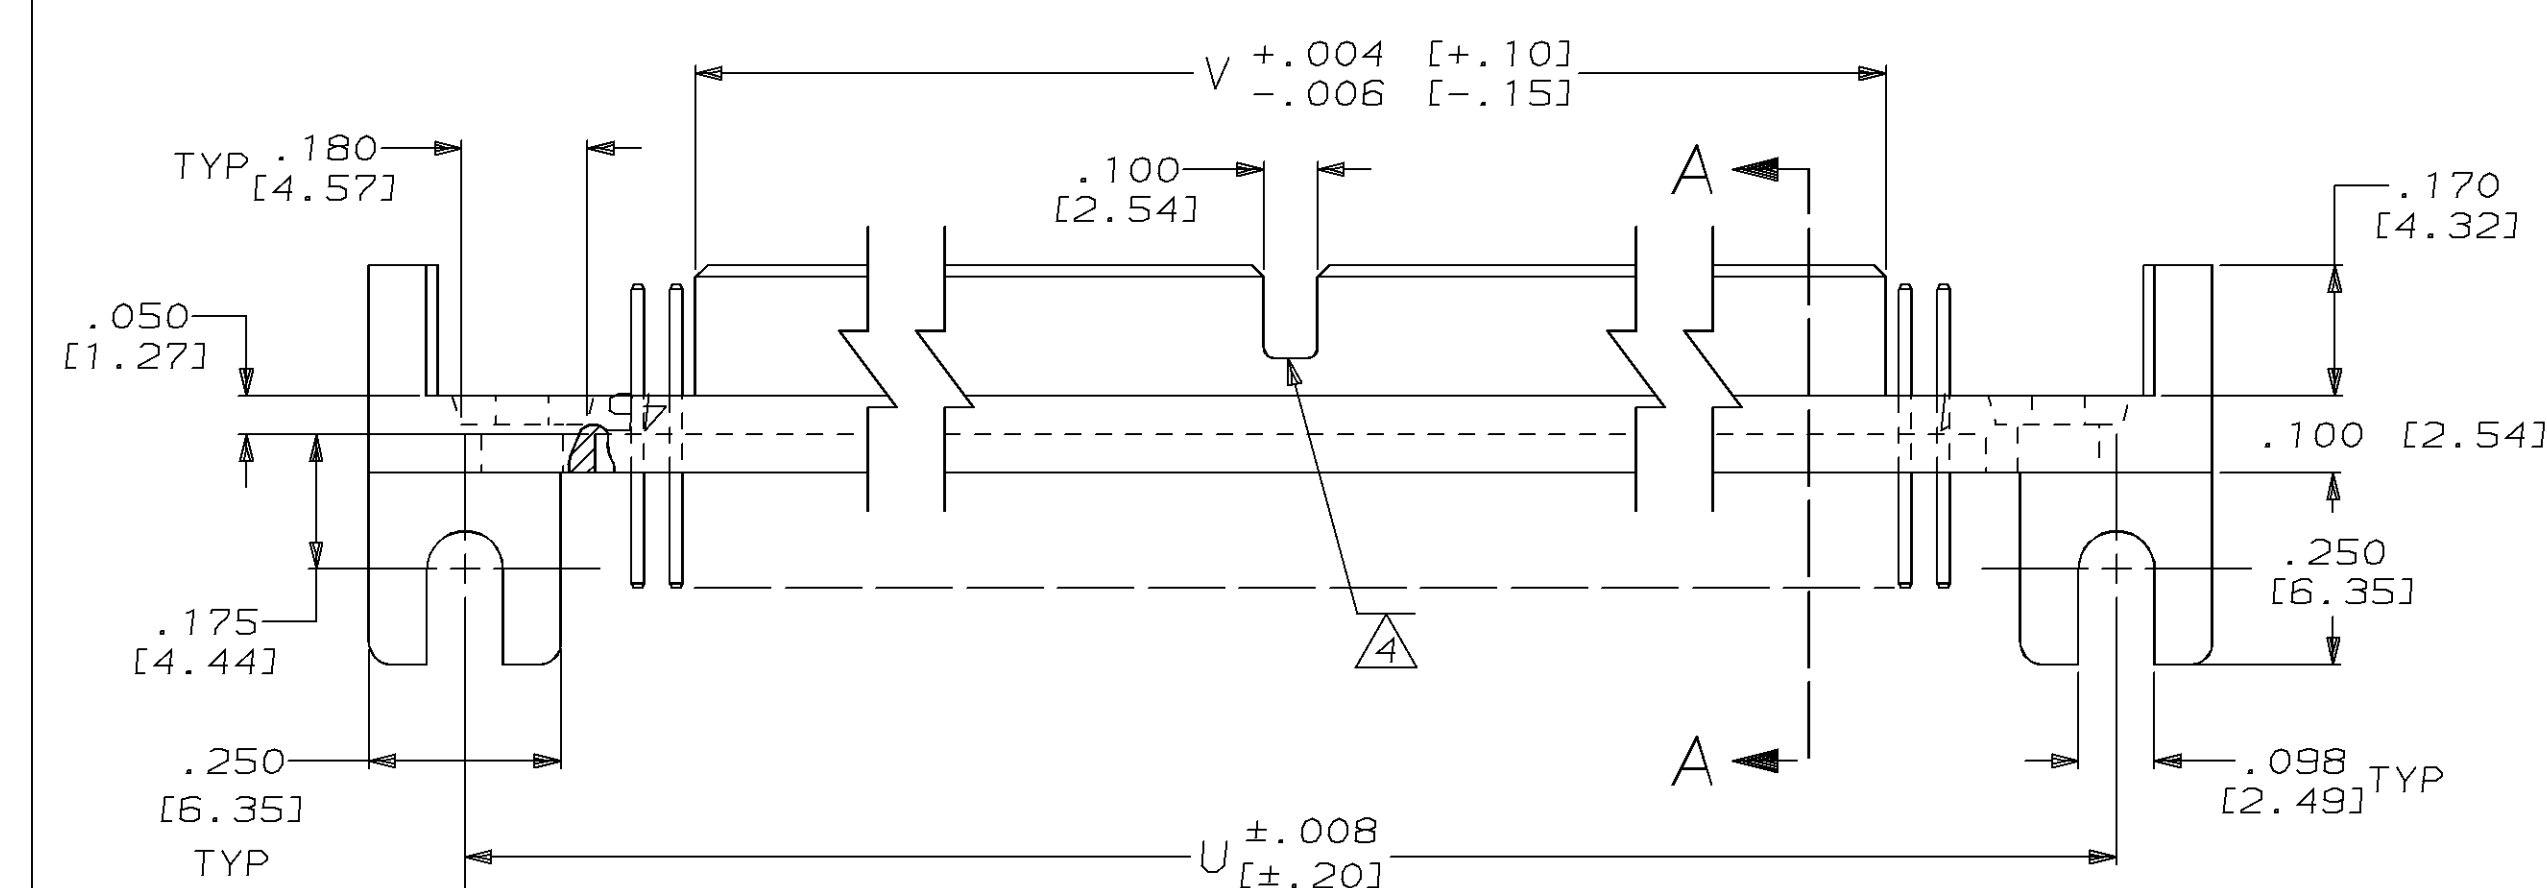 V +.004 [+.10]
-.006 [-.15]
TYP .180
[4.57]
.100
[2.54]
A
.170
[4.32]
.050
[1.27]
.100 [2.54]
.250
[6.35]
.175
[4.44]
4
A
.250
[6.35]
TYP
.098
[2.49] TYP
U ±.008
[±.20]